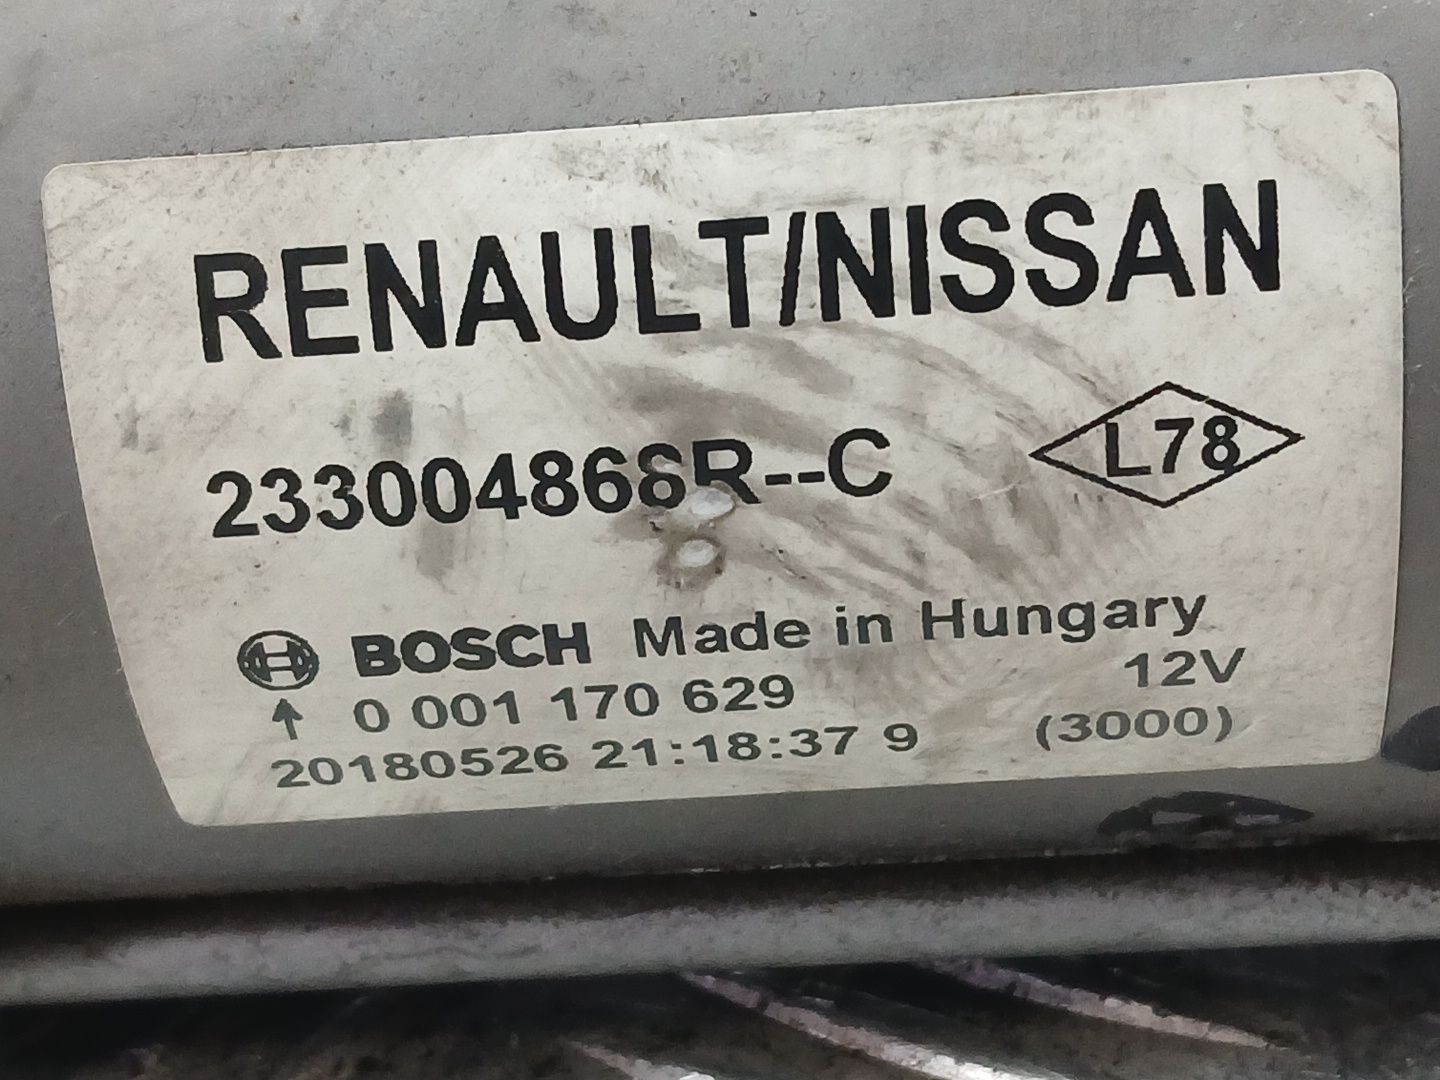 RENAULT/NISSAN
233004868R--C
L78
BOSCH Made in Hungary
0 001 170 629 12V
20180526 21:18:37 9 (3000)